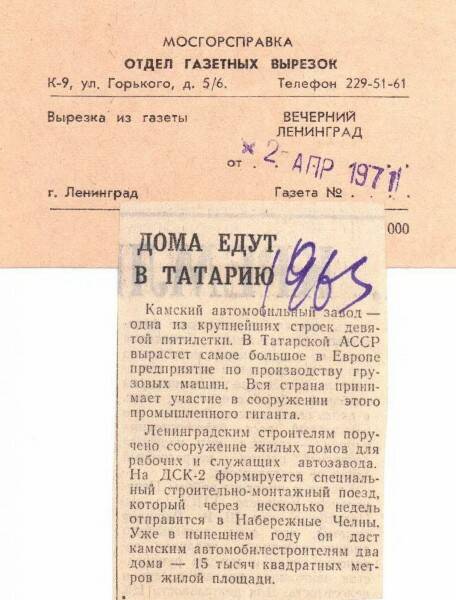 МОСГОРСПРАВКА
ОТДЕЛ ГАЗЕТНЫХ ВЫРЕЗОК
К-9, ул. Горького, д. 5/6. Телефон 229-51-61
Вырезка из газеты ВЕЧЕРНИЙ
ЛЕНИНГРАД
от 2 АПР 1971
г. Ленинград Газета № . . . .
000
ДОМА ЕДУТ
В ТАТАРИЮ
1965
Камский автомобильный завод —
одна из крупнейших строек девя-
той пятилетки. В Татарской АССР
вырастет самое большое в Европе
предприятие по производству гру-
зовых машин. Вся страна прини-
мает участие в сооружении этого
промышленного гиганта.
Ленинградским строителям пору-
чено сооружение жилых домов для
рабочих и служащих автозавода.
На ДСК-2 формируется специаль-
ный строительно-монтажный поезд,
который через несколько недель
отправится в Набережные Челны.
Уже в нынешнем году он даст
камским автомобилестроителям два
дома — 15 тысяч квадратных мет-
ров жилой площади.